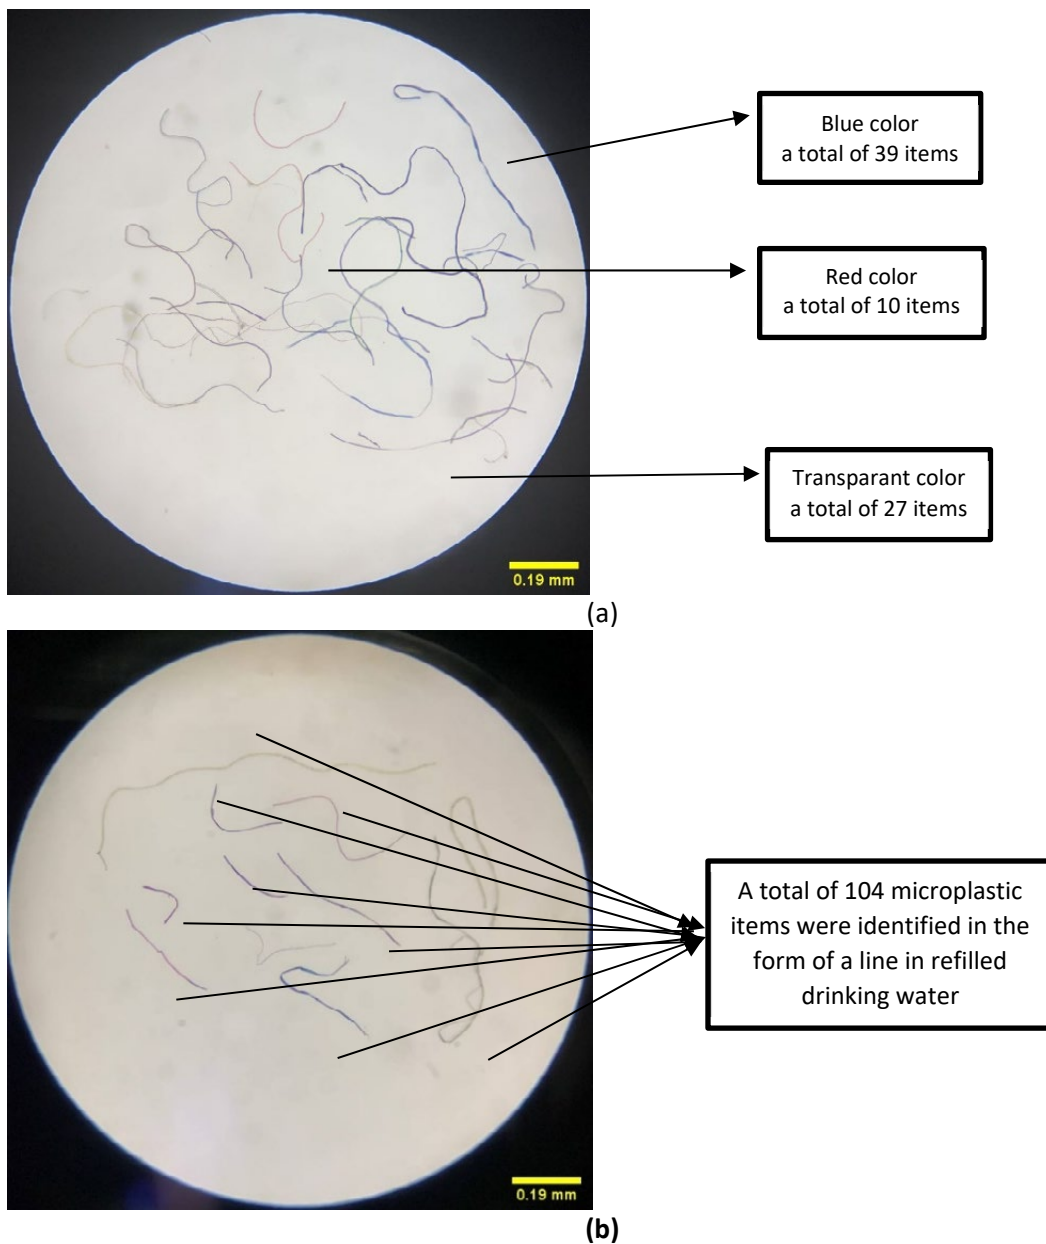 Blue color
a total of 39 items
Red color
a total of 10 items
Transparant color
a total of 27 items
0.19 mm
(a)
A total of 104 microplastic
items were identified in the
form of a line in refilled
drinking water
0.19 mm
(b)